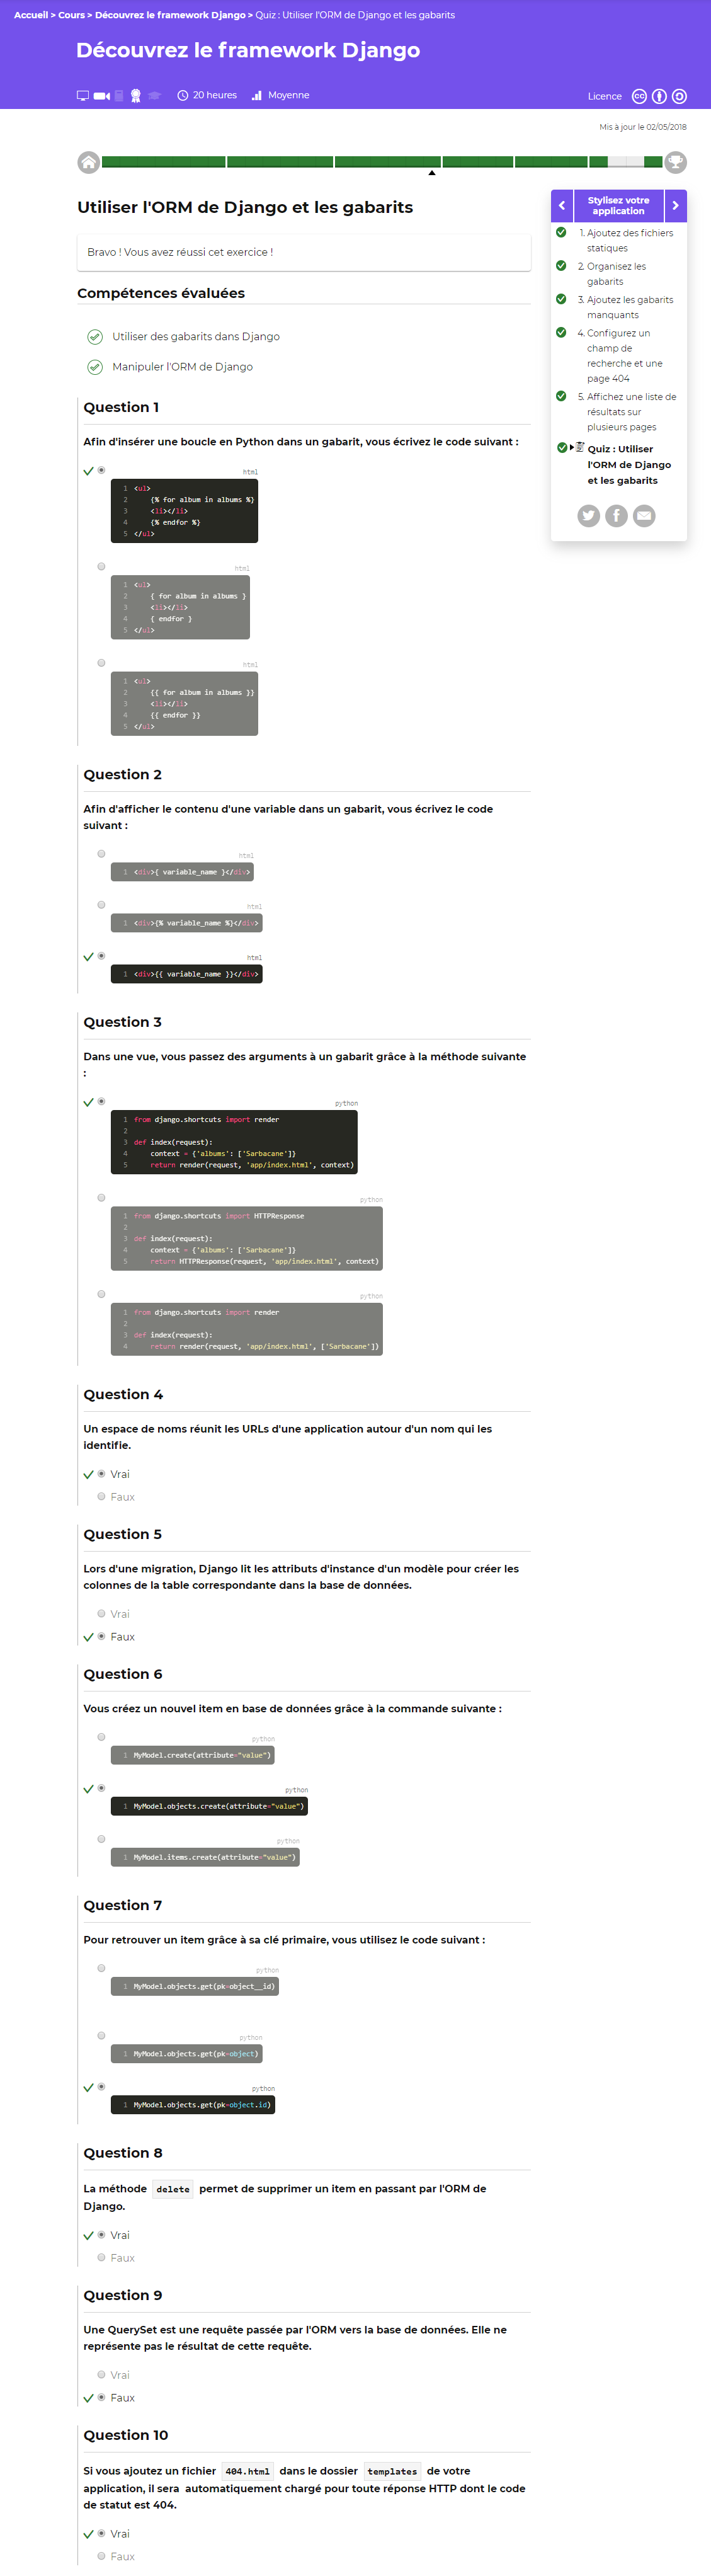 Accueil > Cours > Découvrez le framework Django > Quiz : Utiliser l'ORM de Django et les gabarits
Découvrez le framework Django
20 heures
Moyenne
Licence
Mis à jour le 02/05/2018
Utiliser l'ORM de Django et les gabarits
Bravo ! Vous avez réussi cet exercice !
Compétences évaluées
Utiliser des gabarits dans Django
Manipuler l'ORM de Django
Stylisez votre
application
1. Ajoutez des fichiers
statiques
2. Organisez les
gabarits
3. Ajoutez les gabarits
manquants
4. Configurez un
champ de
recherche et une
page 404
5. Affichez une liste de
résultats sur
plusieurs pages
Quiz : Utiliser
l'ORM de Django
et les gabarits
Question 1
Afin d'insérer une boucle en Python dans un gabarit, vous écrivez le code suivant :
html
1 <ul>
2     {% for album in albums %}
3     <li></li>
4     {% endfor %}
5 </ul>
html
1 <ul>
2     { for album in albums }
3     <li></li>
4     { endfor }
5 </ul>
html
1 <ul>
2     {{ for album in albums }}
3     <li></li>
4     {{ endfor }}
5 </ul>
Question 2
Afin d'afficher le contenu d'une variable dans un gabarit, vous écrivez le code
suivant :
html
1 <div>{ variable_name }</div>
html
1 <div>{% variable_name %}</div>
html
1 <div>{{ variable_name }}</div>
Question 3
Dans une vue, vous passez des arguments à un gabarit grâce à la méthode suivante
:
python
1 from django.shortcuts import render
2
3 def index(request):
4     context = {'albums': ['Sarbacane']}
5     return render(request, 'app/index.html', context)
python
1 from django.shortcuts import HTTPResponse
2
3 def index(request):
4     context = {'albums': ['Sarbacane']}
5     return HTTPResponse(request, 'app/index.html', context)
python
1 from django.shortcuts import render
2
3 def index(request):
4     return render(request, 'app/index.html', ['Sarbacane'])
Question 4
Un espace de noms réunit les URLs d'une application autour d'un nom qui les
identifie.
Vrai
Faux
Question 5
Lors d'une migration, Django lit les attributs d'instance d'un modèle pour créer les
colonnes de la table correspondante dans la base de données.
Vrai
Faux
Question 6
Vous créez un nouvel item en base de données grâce à la commande suivante :
python
1 MyModel.create(attribute="value")
python
1 MyModel.objects.create(attribute="value")
python
1 MyModel.items.create(attribute="value")
Question 7
Pour retrouver un item grâce à sa clé primaire, vous utilisez le code suivant :
python
1 MyModel.objects.get(pk=object__id)
python
1 MyModel.objects.get(pk=object)
python
1 MyModel.objects.get(pk=object.id)
Question 8
La méthode delete permet de supprimer un item en passant par l'ORM de
Django.
Vrai
Faux
Question 9
Une QuerySet est une requête passée par l'ORM vers la base de données. Elle ne
représente pas le résultat de cette requête.
Vrai
Faux
Question 10
Si vous ajoutez un fichier 404.html dans le dossier templates de votre
application, il sera automatiquement chargé pour toute réponse HTTP dont le code
de statut est 404.
Vrai
Faux